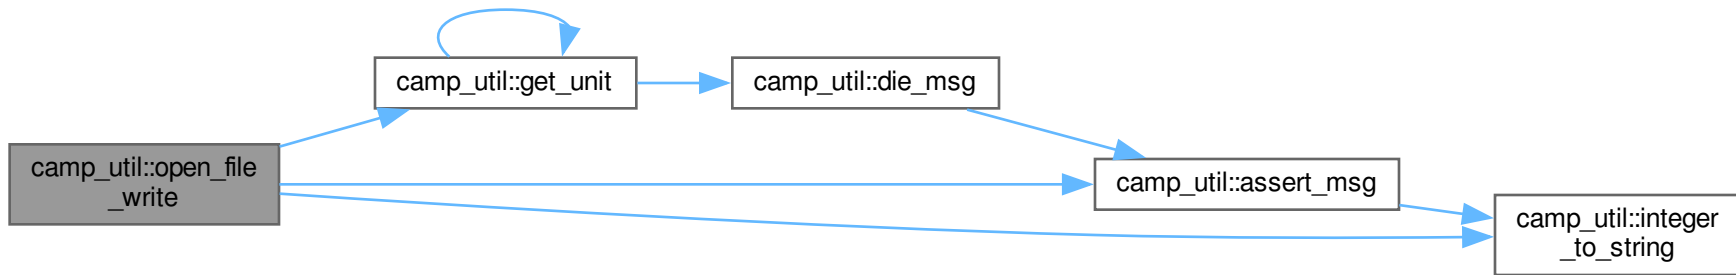 camp_util::get_unit
camp_util::die_msg
camp_util::open_file
_write
camp_util::assert_msg
camp_util::integer
_to_string